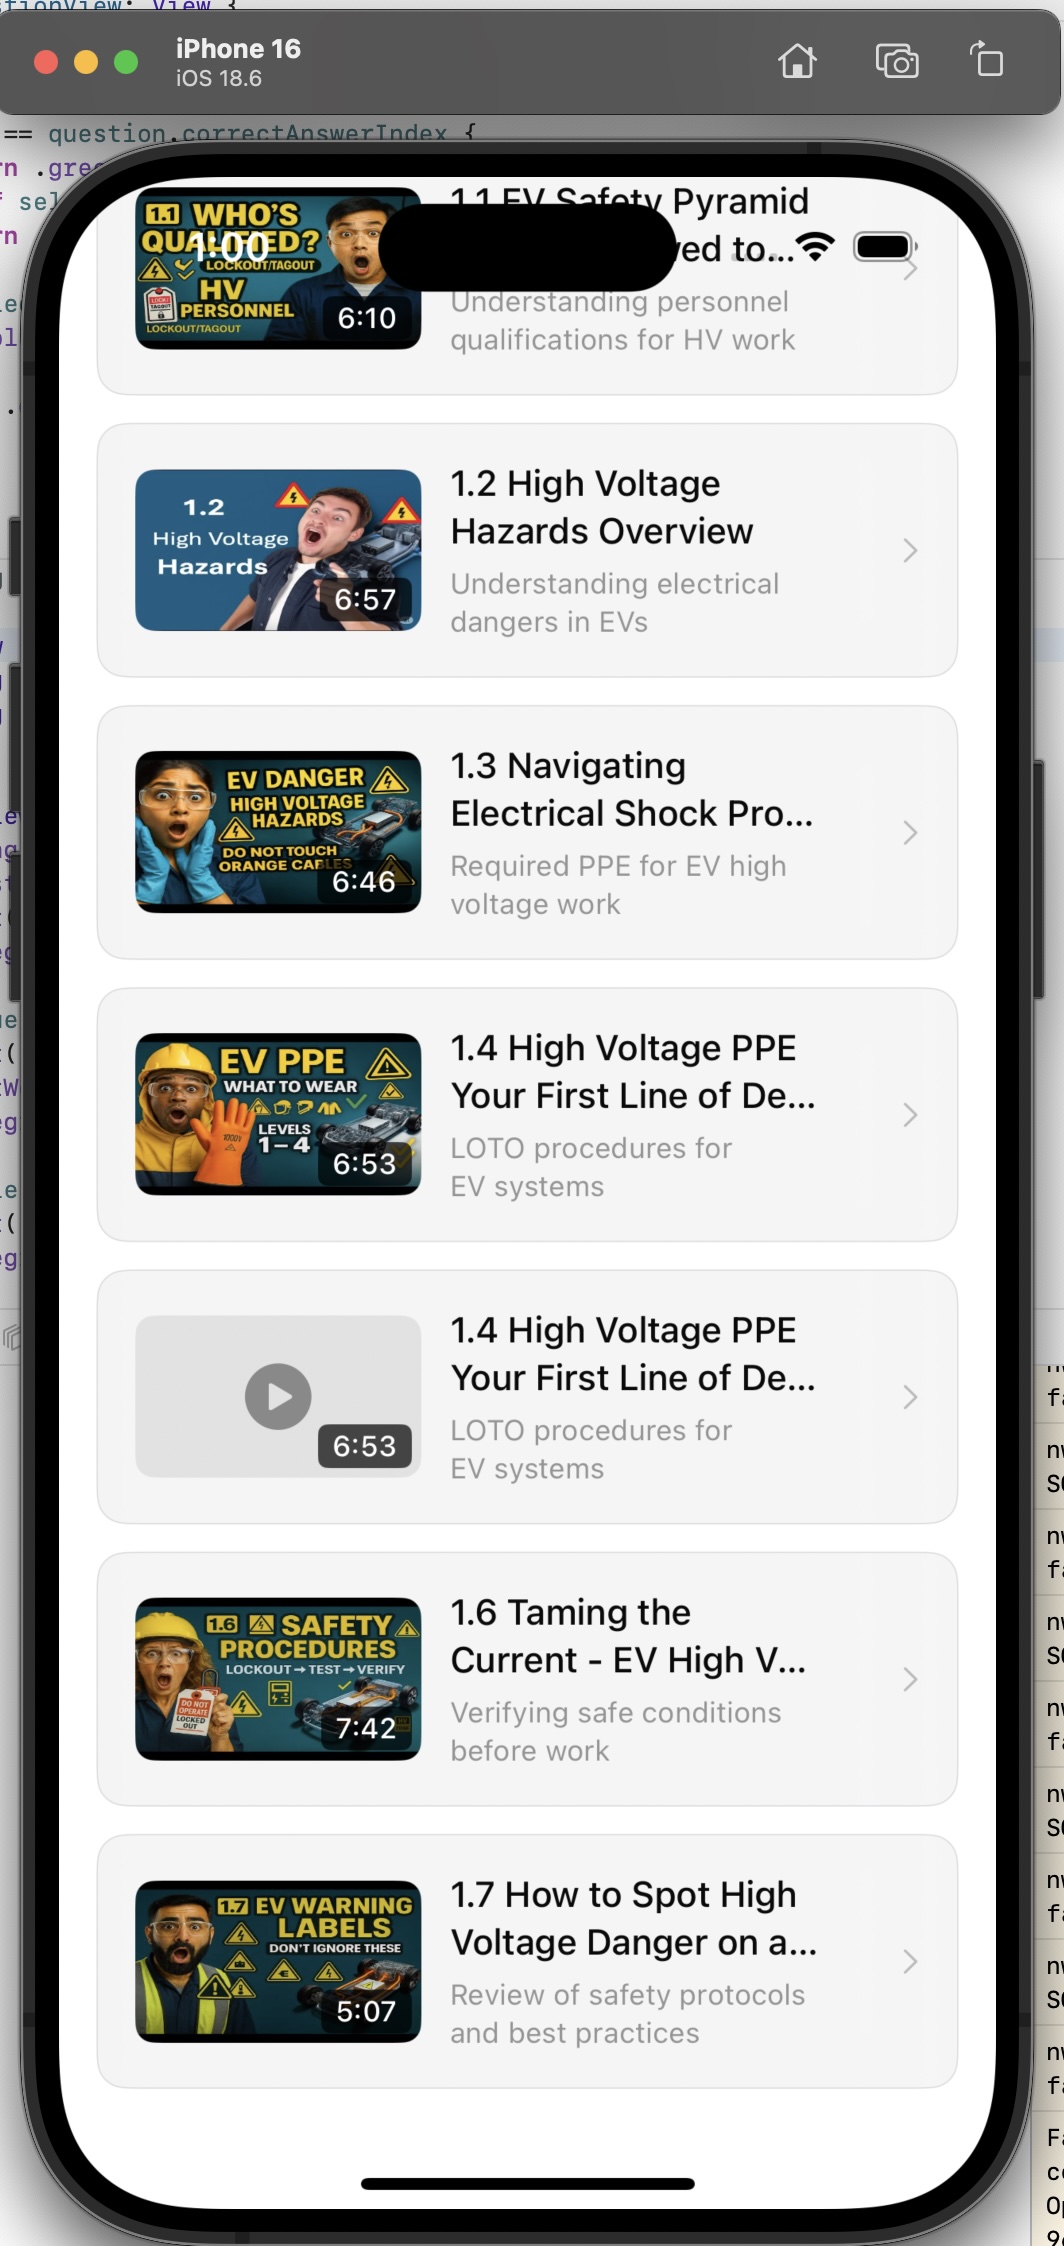 stionView: View {
iPhone 16
iOS 18.6
== question.correctAnswerIndex {
1.1 EV Safety Pyramid
1:00
ved to...
Understanding personnel
qualifications for HV work
1.1 WHO'S
QUALIFIED?
LOCKOUT/TAGOUT
HV
PERSONNEL
LOCKOUT/TAGOUT
6:10
1.2
High Voltage
Hazards
6:57
1.2 High Voltage
Hazards Overview
Understanding electrical
dangers in EVs
EV DANGER
HIGH VOLTAGE
HAZARDS
DO NOT TOUCH
ORANGE CABLES
6:46
1.3 Navigating
Electrical Shock Pro...
Required PPE for EV high
voltage work
EV PPE
WHAT TO WEAR
LEVELS
1-4
6:53
1.4 High Voltage PPE
Your First Line of De...
LOTO procedures for
EV systems
6:53
1.4 High Voltage PPE
Your First Line of De...
LOTO procedures for
EV systems
1.6 SAFETY
PROCEDURES
LOCKOUT→TEST→VERIFY
DO NOT
OPERATE
LOCKED
OUT
7:42
1.6 Taming the
Current - EV High V...
Verifying safe conditions
before work
1.7 EV WARNING
LABELS
DON'T IGNORE THESE
5:07
1.7 How to Spot High
Voltage Danger on a...
Review of safety protocols
and best practices